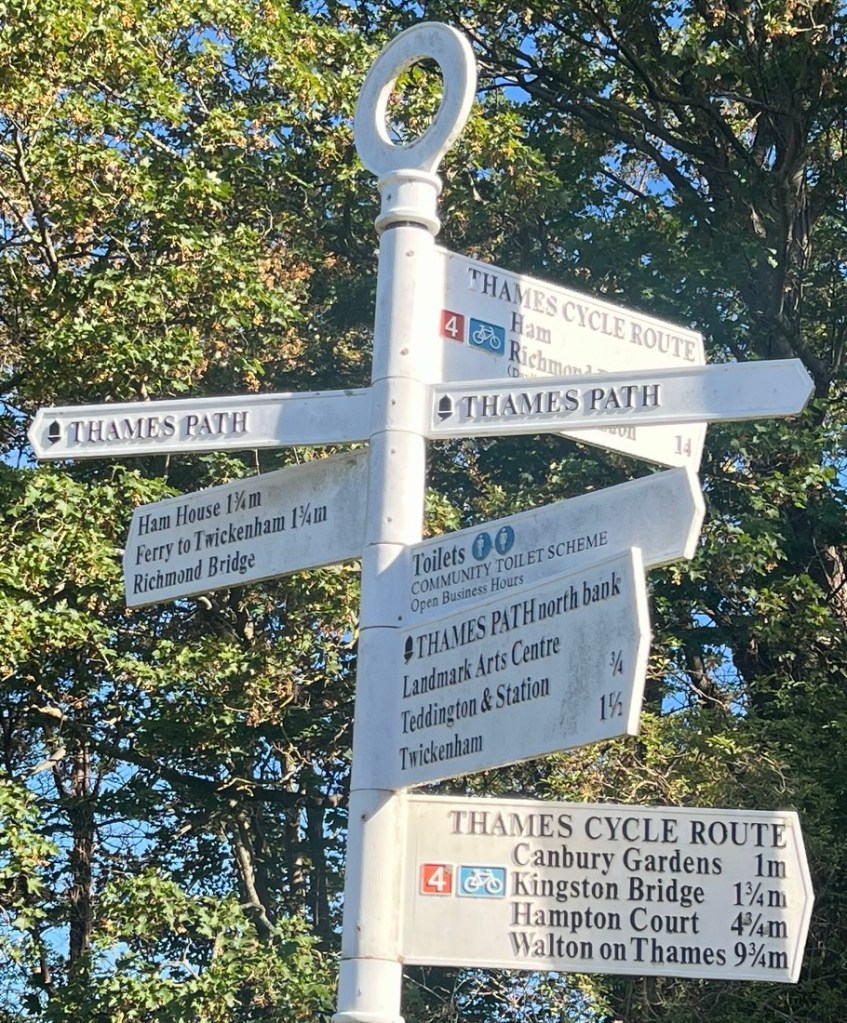 THAMES CYCLE ROUTE
4 Ham
Richmond
14
THAMES PATH
THAMES PATH
Ham House 1¾m
Ferry to Twickenham 1¾m
Richmond Bridge
Toilets
COMMUNITY TOILET SCHEME
Open Business Hours
THAMES PATH north bank
Landmark Arts Centre
Teddington & Station ¾
Twickenham 1½
THAMES CYCLE ROUTE
Canbury Gardens 1m
4 Kingston Bridge 1¾m
Hampton Court 4¾m
Walton on Thames 9¾m